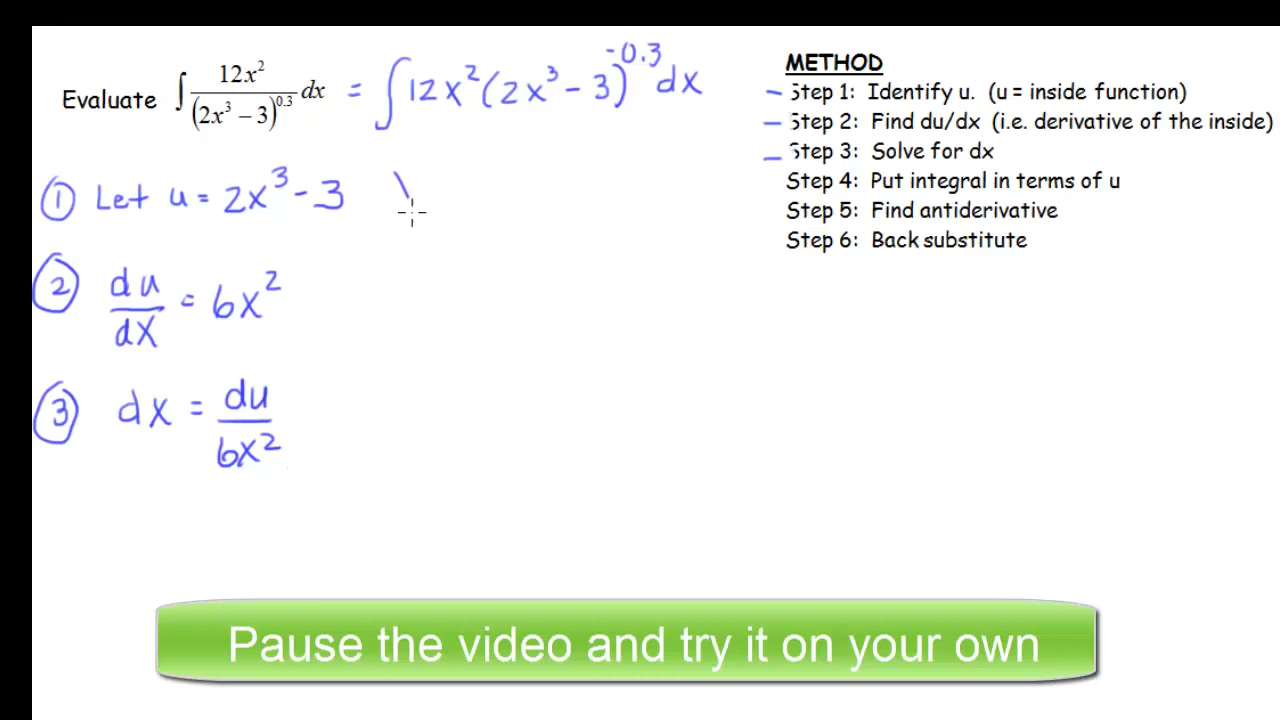 Evaluate ∫ 12x² / (2x³ – 3)^0.3 dx = ∫ 12x² (2x³ - 3)^-0.3 dx
① Let u = 2x³ - 3
② du/dx = 6x²
③ dx = du/6x²
METHOD
Step 1: Identify u. (u = inside function)
Step 2: Find du/dx (i.e. derivative of the inside)
Step 3: Solve for dx
Step 4: Put integral in terms of u
Step 5: Find antiderivative
Step 6: Back substitute
Pause the video and try it on your own